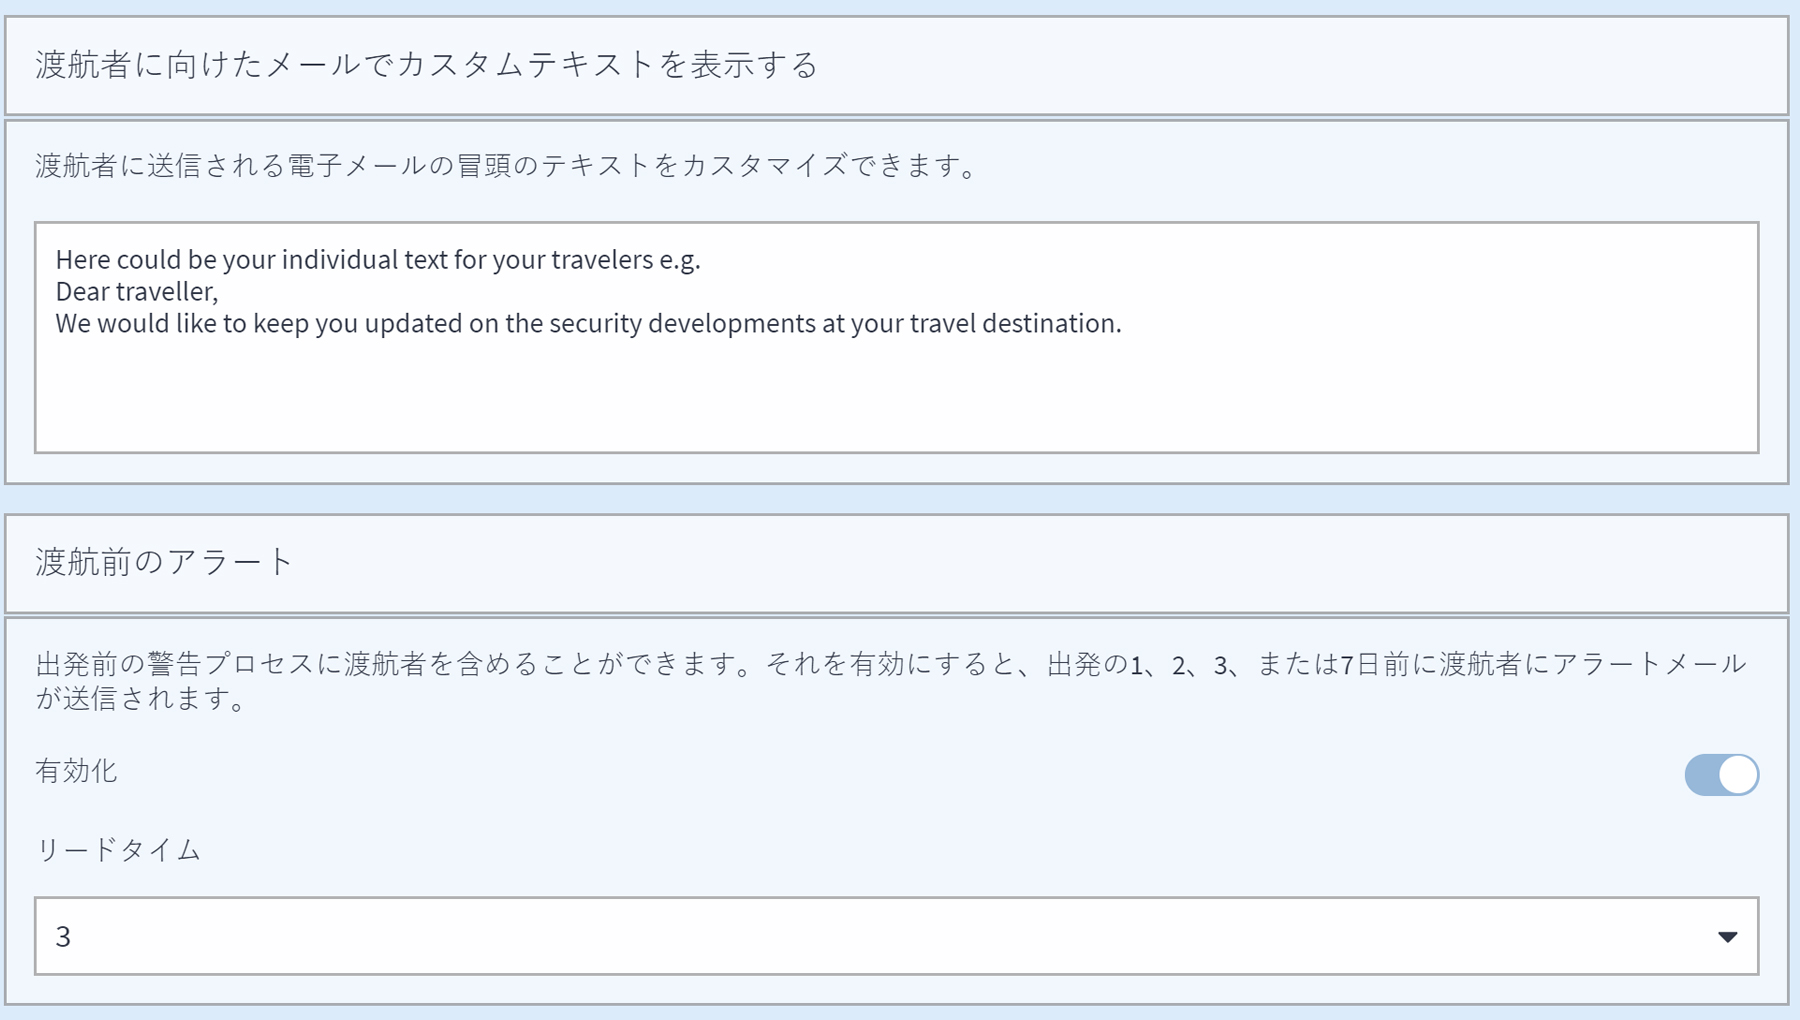 渡航者に向けたメールでカスタムテキストを表示する
渡航者に送信される電子メールの冒頭のテキストをカスタマイズできます。
Here could be your individual text for your travelers e.g.
Dear traveller,
We would like to keep you updated on the security developments at your travel destination.
渡航前のアラート
出発前の警告プロセスに渡航者を含めることができます。それを有効にすると、出発の1、2、3、または7日前に渡航者にアラートメール
が送信されます。
有効化
リードタイム
3